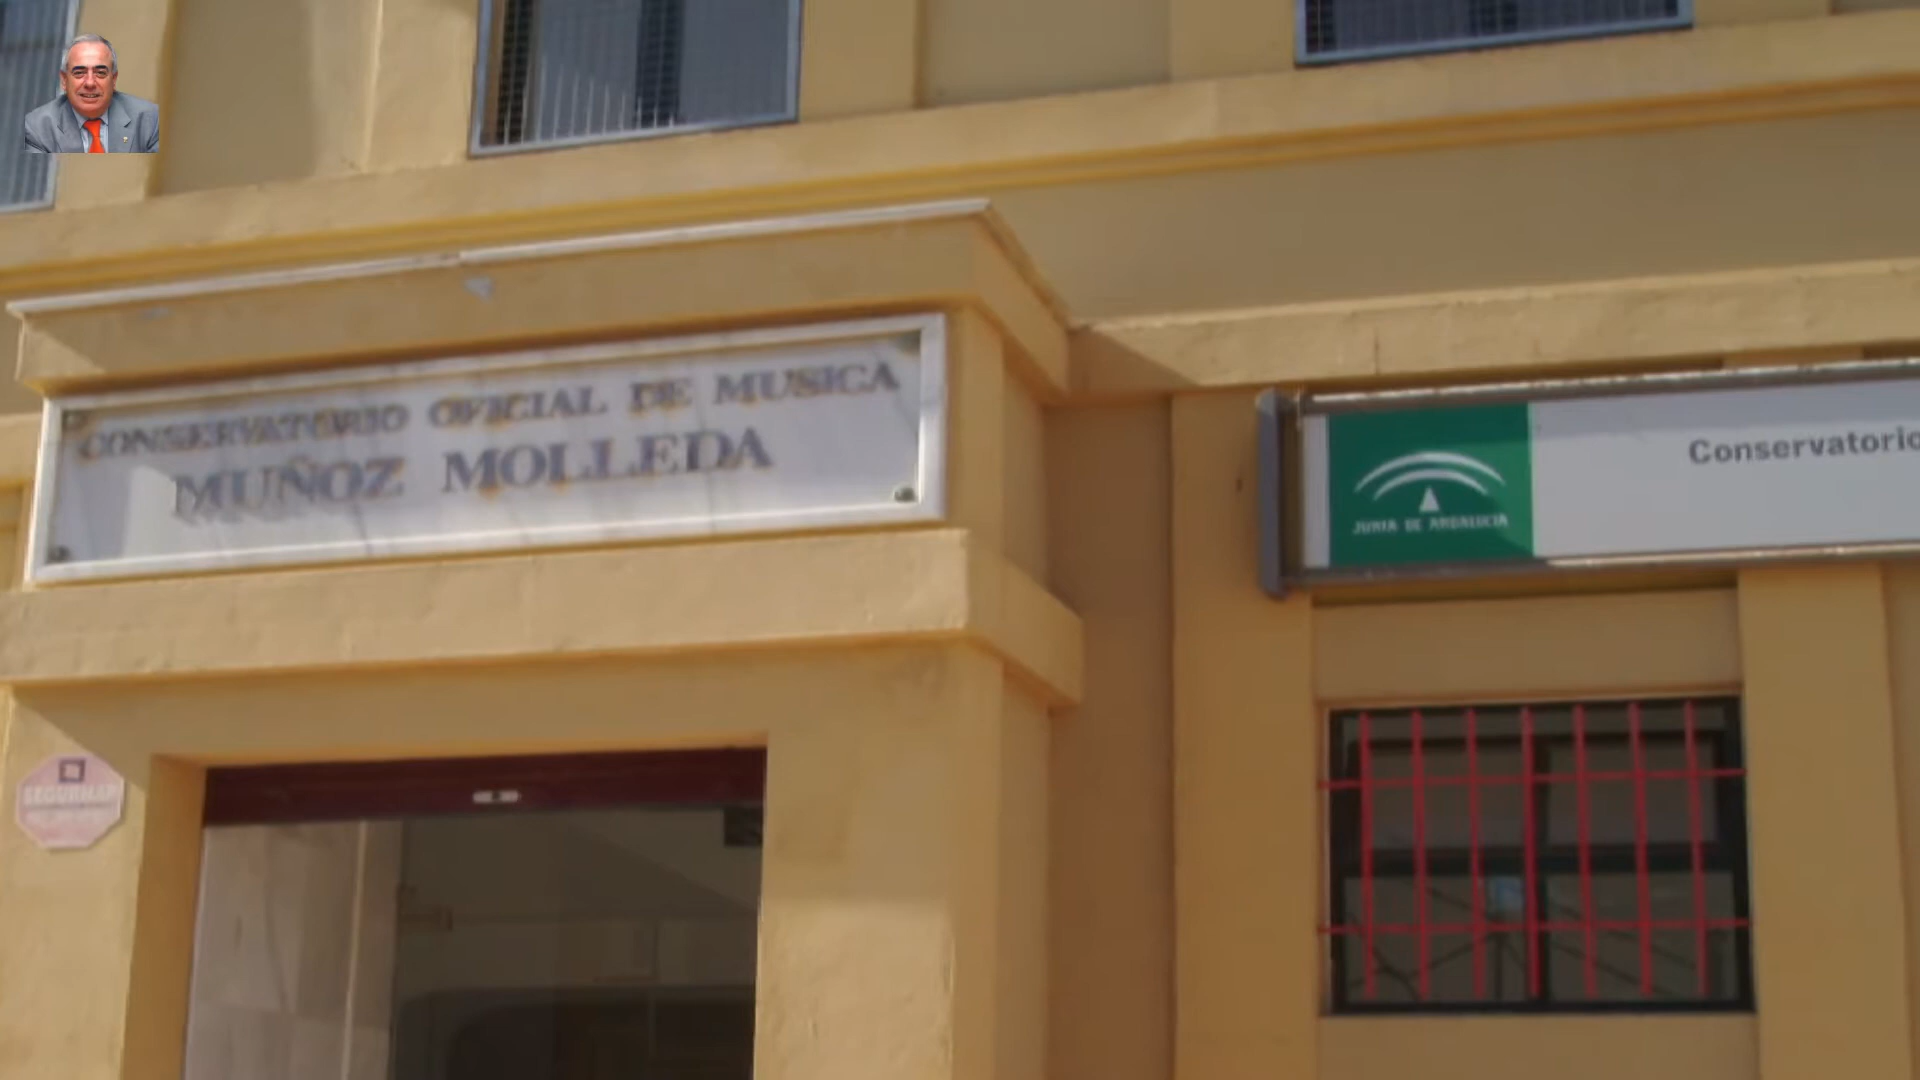 CONSERVATORIO OFICIAL DE MUSICA
MUÑOZ MOLLEDA
Conservatorio
JUNTA DE ANDALUCIA